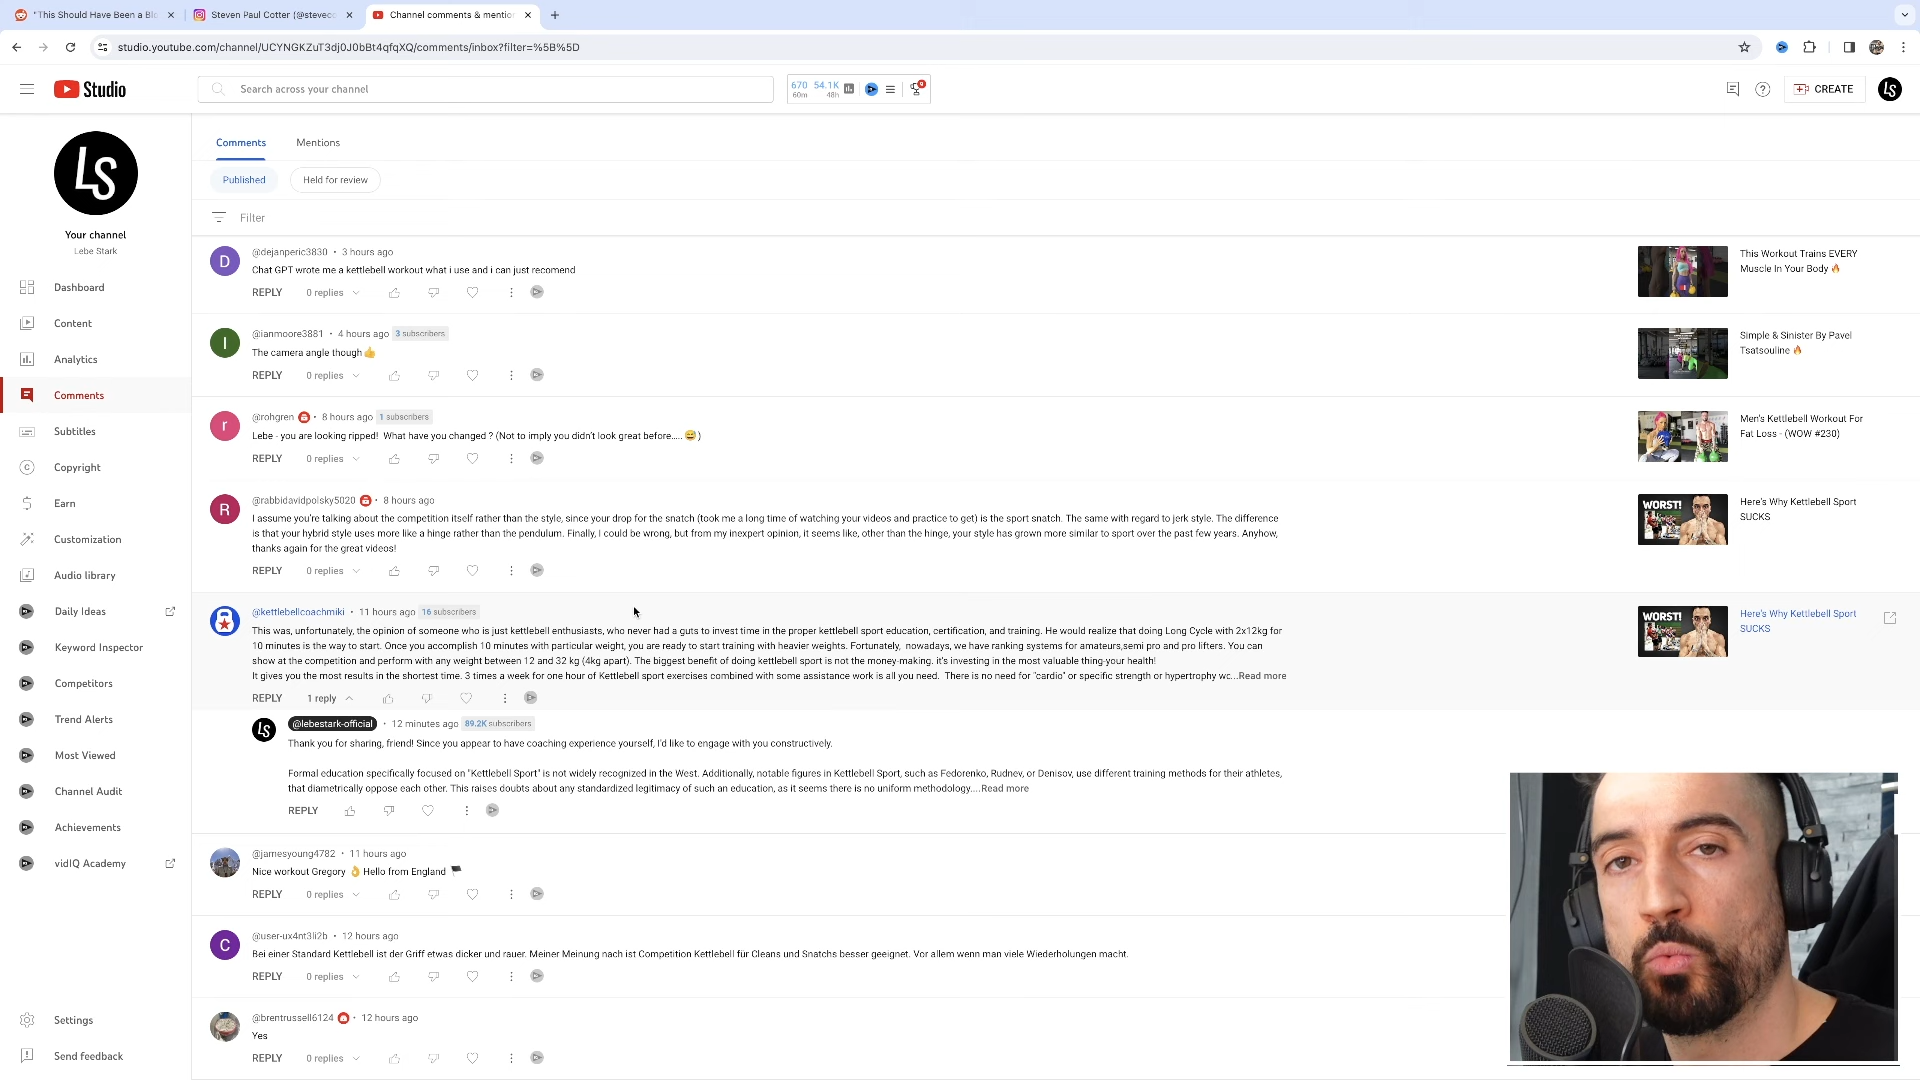 "This Should Have Been a Bl
Steven Paul Cotter (@stevecc
Channel comments & mentio
studio.youtube.com/channel/UCYNGKZuT3dj0J0bBt4qfqXQ/comments/inbox?filter=%5B%5D
Studio
Search across your channel
670 54.1K
60m 48h
CREATE
LS
Your channel
Lebe Stark
Dashboard
Content
Analytics
Comments
Subtitles
Copyright
Earn
Customization
Audio library
Daily Ideas
Keyword Inspector
Competitors
Trend Alerts
Most Viewed
Channel Audit
Achievements
vidIQ Academy
Settings
Send feedback
Comments Mentions
Published Held for review
Filter
D
@dejanperic3830 • 3 hours ago
Chat GPT wrote me a kettlebell workout what i use and i can just recomend
REPLY 0 replies
This Workout Trains EVERY
Muscle In Your Body 🔥
I
@ianmoore3881 • 4 hours ago 3 subscribers
The camera angle though👍
REPLY 0 replies
Simple & Sinister By Pavel
Tsatsouline 🔥
r
@rohgren • 8 hours ago 1 subscribers
Lebe - you are looking ripped! What have you changed ? (Not to imply you didn't look great before..... 😅)
REPLY 0 replies
Men's Kettlebell Workout For
Fat Loss - (WOW #230)
R
@rabbidavidpolsky5020 • 8 hours ago
I assume you're talking about the competition itself rather than the style, since your drop for the snatch (took me a long time of watching your videos and practice to get) is the sport snatch. The same with regard to jerk style. The difference
is that your hybrid style uses more like a hinge rather than the pendulum. Finally, I could be wrong, but from my inexpert opinion, it seems like, other than the hinge, your style has grown more similar to sport over the past few years. Anyhow,
thanks again for the great videos!
REPLY 0 replies
WORST!
Here's Why Kettlebell Sport
SUCKS
@kettlebellcoachmiki • 11 hours ago 16 subscribers
This was, unfortunately, the opinion of someone who is just kettlebell enthusiasts, who never had a guts to invest time in the proper kettlebell sport education, certification, and training. He would realize that doing Long Cycle with 2x12kg for
10 minutes is the way to start. Once you accomplish 10 minutes with particular weight, you are ready to start training with heavier weights. Fortunately, nowadays, we have ranking systems for amateurs,semi pro and pro lifters. You can
show at the competition and perform with any weight between 12 and 32 kg (4kg apart). The biggest benefit of doing kettlebell sport is not the money-making. it's investing in the most valuable thing-your health!
It gives you the most results in the shortest time. 3 times a week for one hour of Kettlebell sport exercises combined with some assistance work is all you need. There is no need for "cardio" or specific strength or hypertrophy wc...Read more
REPLY 1 reply
WORST!
Here's Why Kettlebell Sport
SUCKS
LS
@lebestark-official • 12 minutes ago 89.2K subscribers
Thank you for sharing, friend! Since you appear to have coaching experience yourself, I'd like to engage with you constructively.
Formal education specifically focused on "Kettlebell Sport" is not widely recognized in the West. Additionally, notable figures in Kettlebell Sport, such as Fedorenko, Rudnev, or Denisov, use different training methods for their athletes,
that diametrically oppose each other. This raises doubts about any standardized legitimacy of such an education, as it seems there is no uniform methodology....Read more
REPLY
@jamesyoung4782 • 11 hours ago
Nice workout Gregory 👌 Hello from England 🏴
REPLY 0 replies
C
@user-ux4nt3li2b • 12 hours ago
Bei einer Standard Kettlebell ist der Griff etwas dicker und rauer. Meiner Meinung nach ist Competition Kettlebell für Cleans und Snatchs besser geeignet. Vor allem wenn man viele Wiederholungen macht.
REPLY 0 replies
@brentrussell6124 • 12 hours ago
Yes
REPLY 0 replies